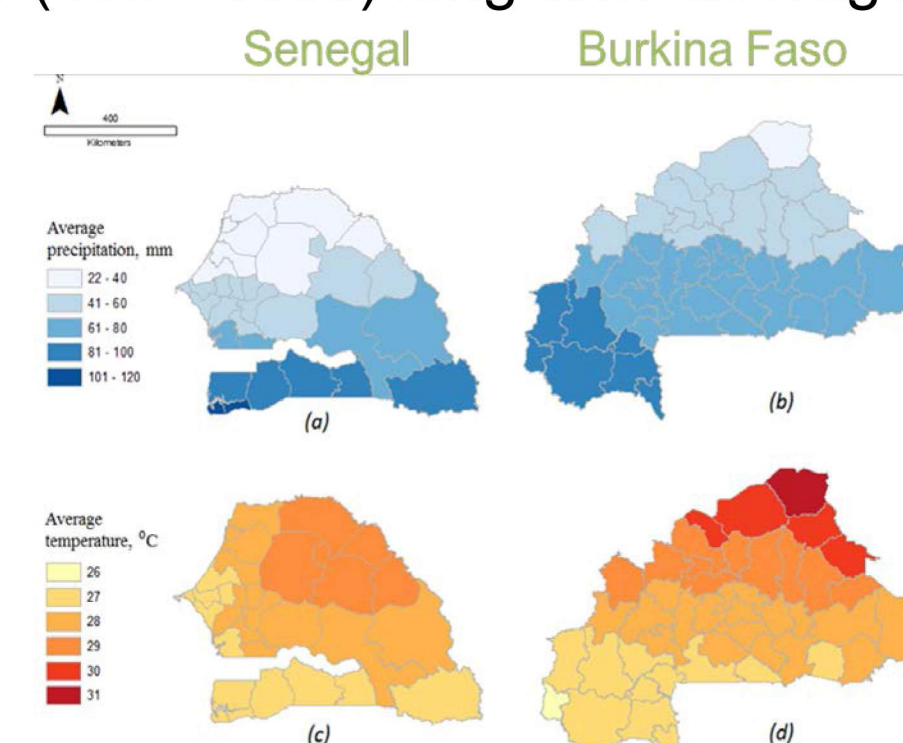 Senegal
Burkina Faso
N
400
Kilometers
Average
precipitation, mm
22 - 40
41 - 60
61 - 80
81 - 100
101 - 120
(a)
(b)
Average
temperature, ⁰C
26
27
28
29
30
31
(c)
(d)